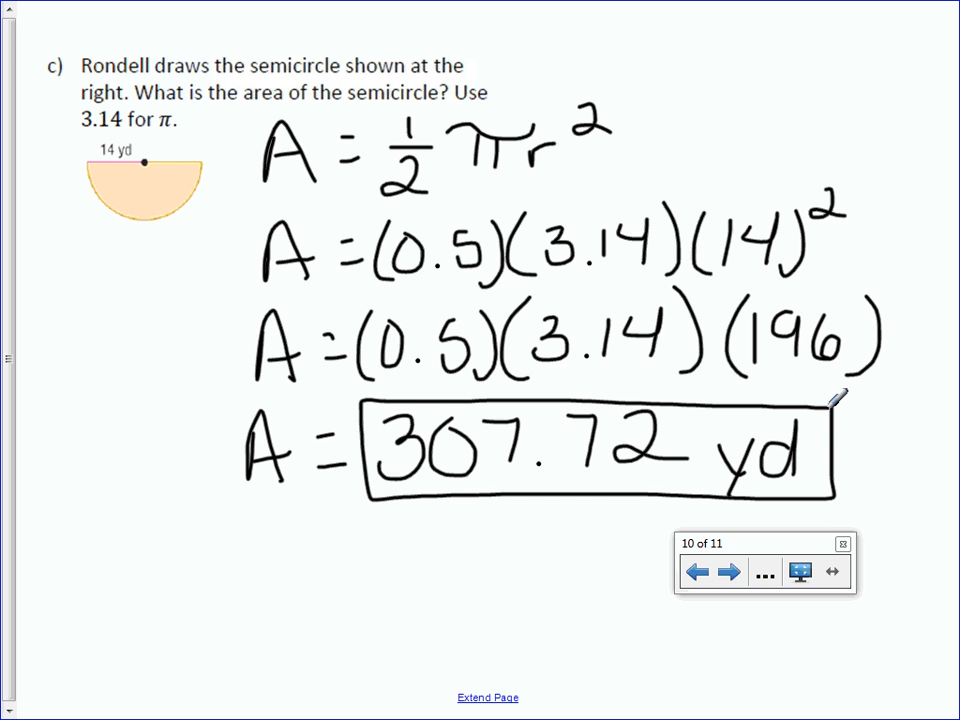 c) Rondell draws the semicircle shown at the
right. What is the area of the semicircle? Use
3.14 for π.
14 yd
A = 1/2 πr²
A = (0.5)(3.14)(14)²
A = (0.5)(3.14)(196)
A = 307.72 yd
10 of 11
...
Extend Page